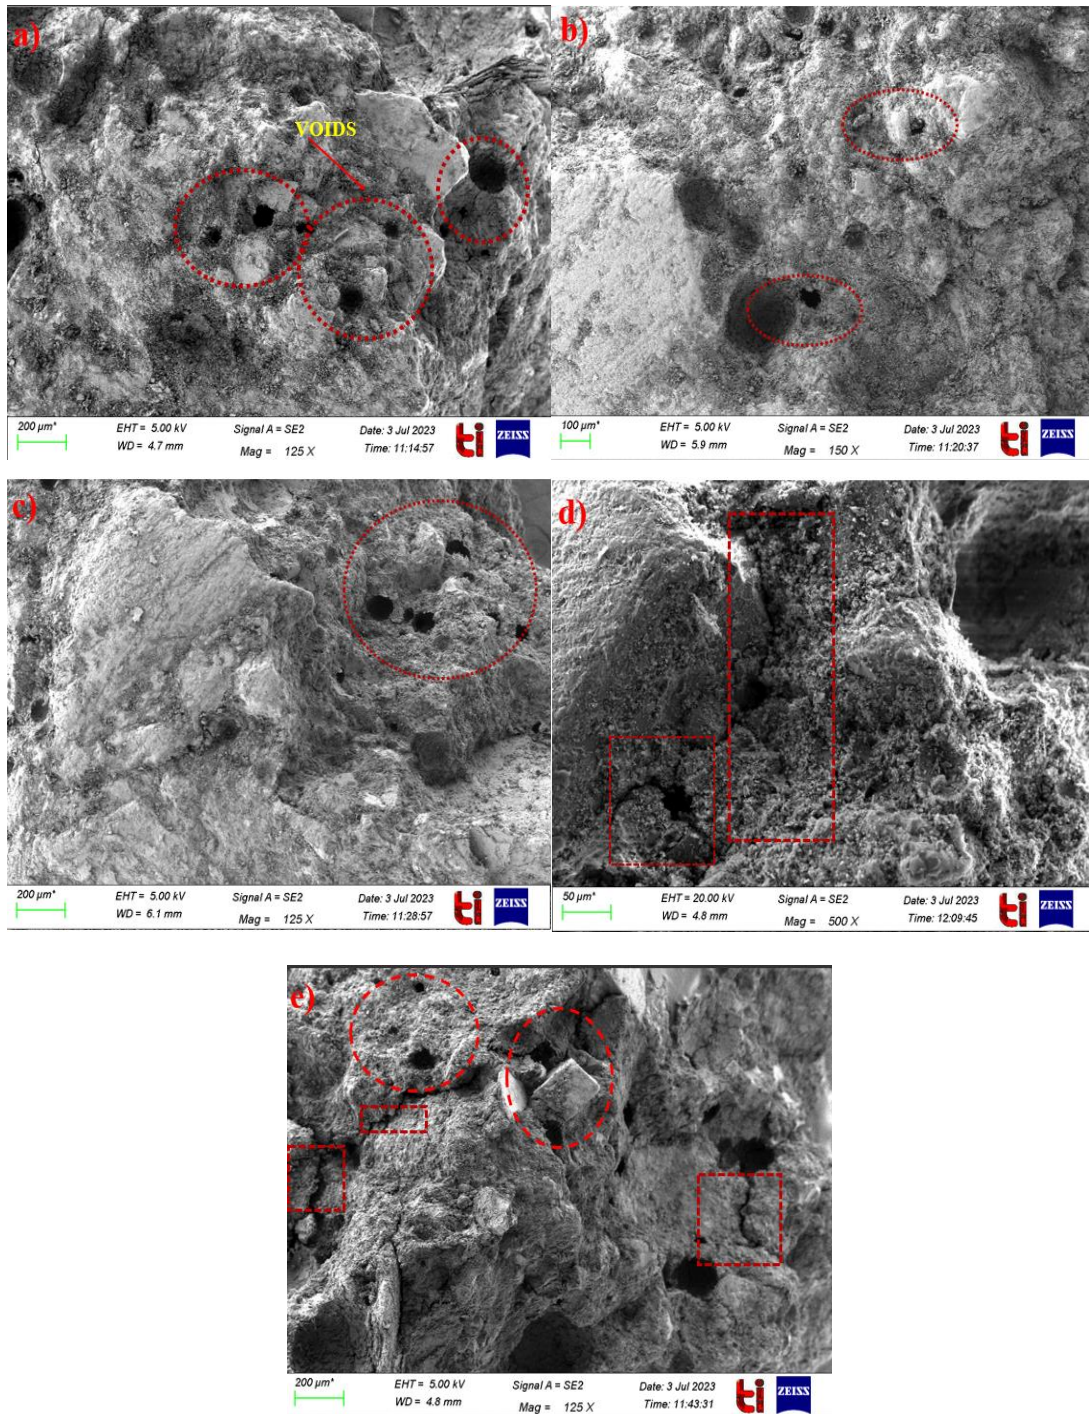 a)
VOIDS
200 µm*
EHT = 5.00 kV
WD = 4.7 mm
Signal A = SE2
Mag = 125 X
Date: 3 Jul 2023
Time: 11:14:57
ti
ZEISS
b)
100 µm*
EHT = 5.00 kV
WD = 5.9 mm
Signal A = SE2
Mag = 150 X
Date: 3 Jul 2023
Time: 11:20:37
ti
ZEISS
c)
200 µm*
EHT = 5.00 kV
WD = 6.1 mm
Signal A = SE2
Mag = 125 X
Date: 3 Jul 2023
Time: 11:28:57
ti
ZEISS
d)
50 µm*
EHT = 20.00 kV
WD = 4.8 mm
Signal A = SE2
Mag = 500 X
Date: 3 Jul 2023
Time: 12:09:45
ti
ZEISS
e)
200 µm*
EHT = 5.00 kV
WD = 4.8 mm
Signal A = SE2
Mag = 125 X
Date: 3 Jul 2023
Time: 11:43:31
ti
ZEISS